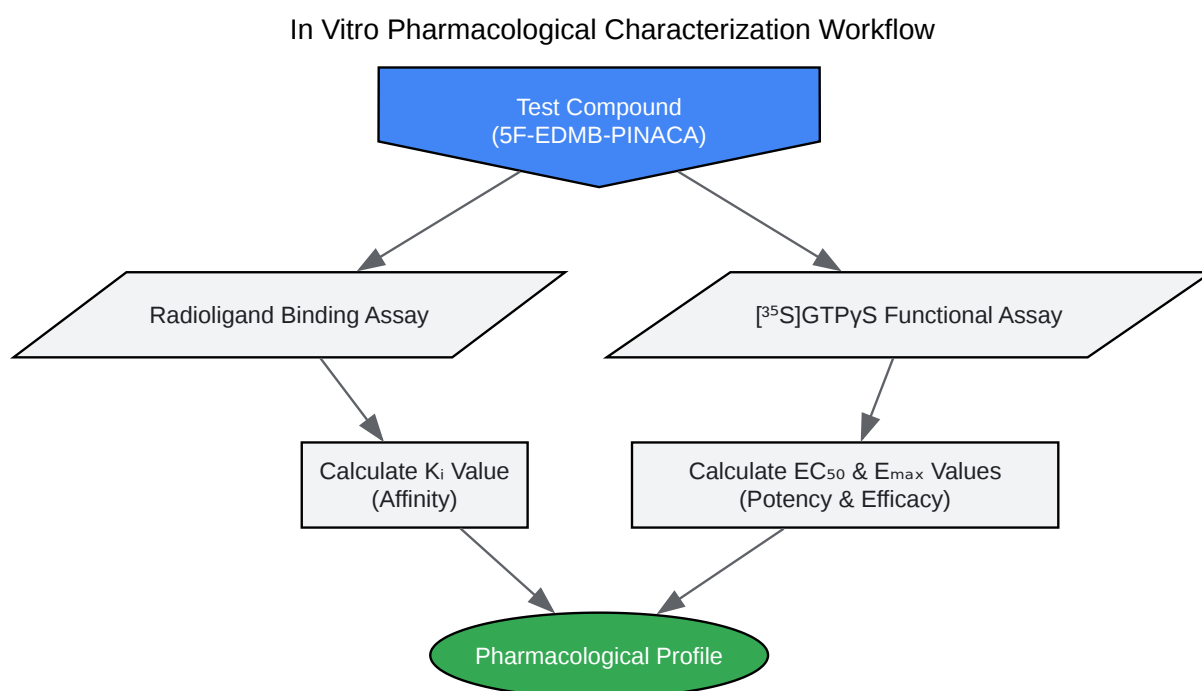 In Vitro Pharmacological Characterization Workflow
Test Compound
(5F-EDMB-PINACA)
Radioligand Binding Assay
[³⁵S]GTPγS Functional Assay
Calculate Kᵢ Value
(Affinity)
Calculate EC₅₀ & Eₘₐₓ Values
(Potency & Efficacy)
Pharmacological Profile